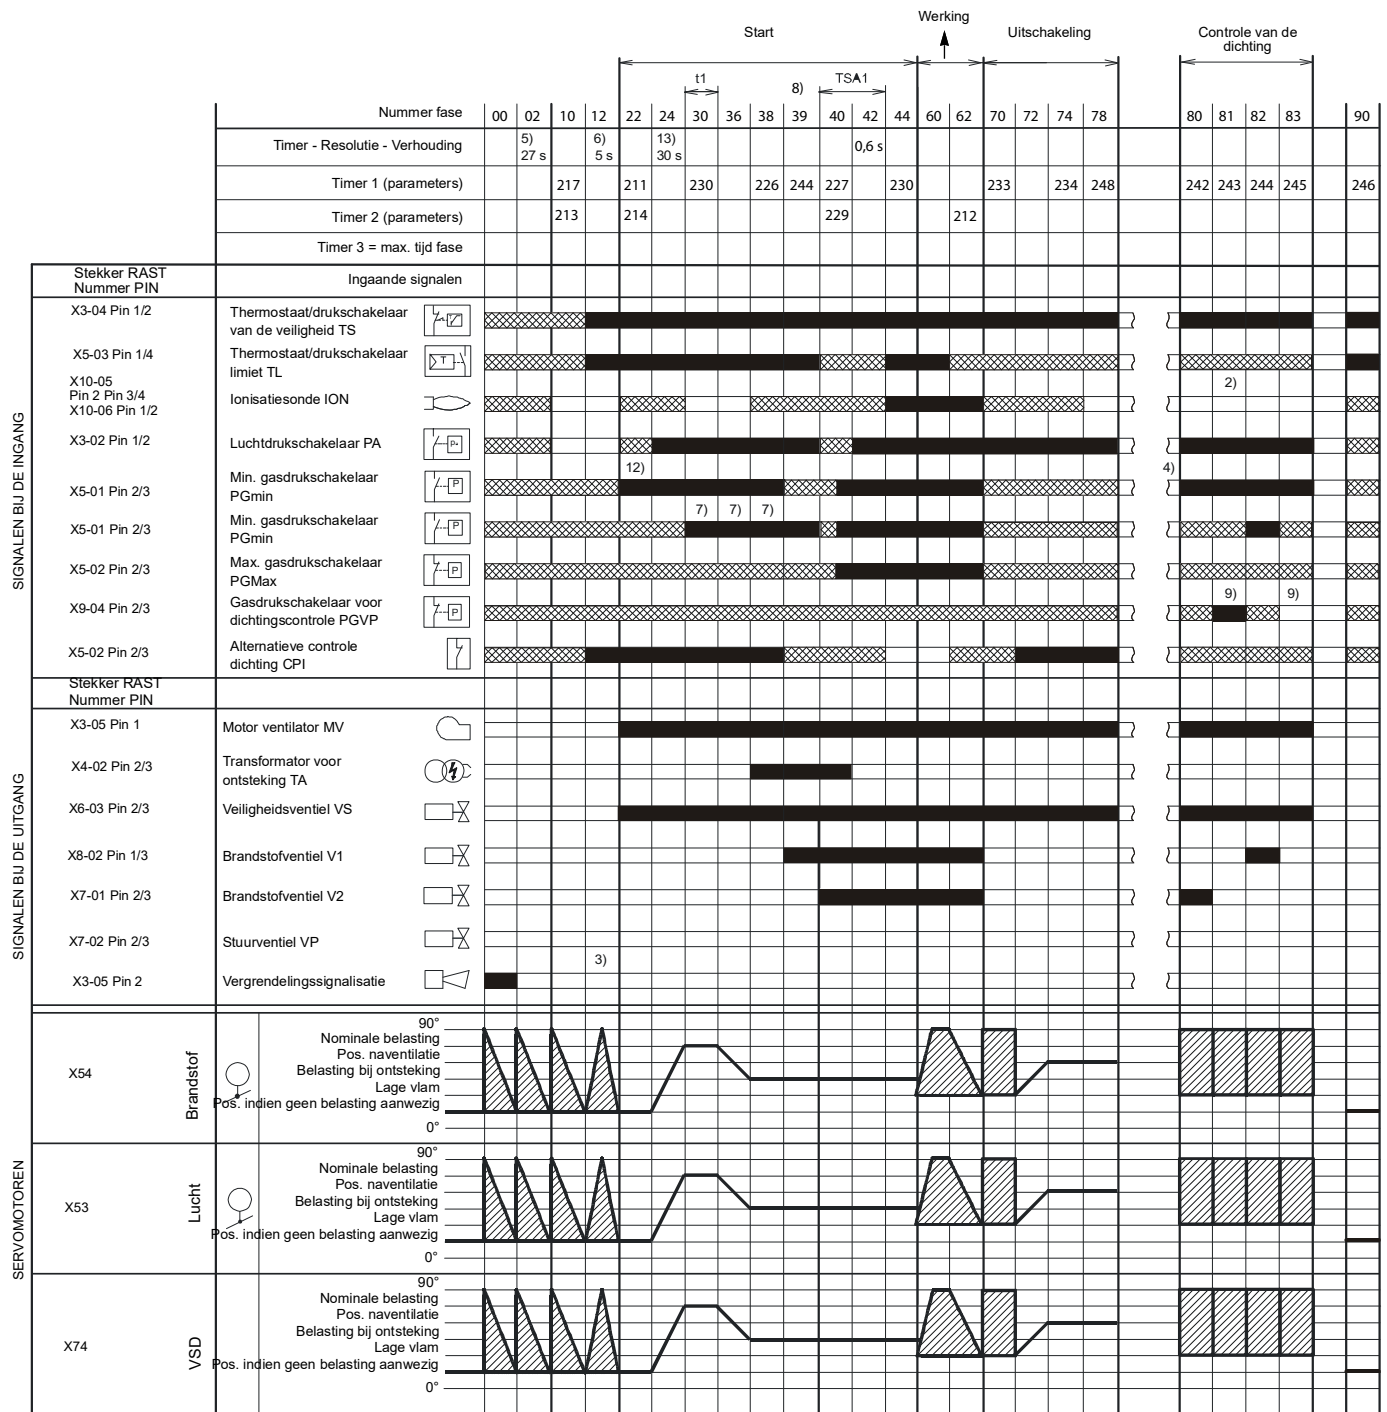 Werking
Start
Uitschakeling
Controle van de
dichting
t1
8)
TSA1
Nummer fase 00 02 10 12 22 24 30 36 38 39 40 42 44 60 62 70 72 74 78 80 81 82 83 90
Timer - Resolutie - Verhouding 5) 6) 13) 0,6 s
27 s 5 s 30 s
Timer 1 (parameters) 217 211 230 226 244 227 230 233 234 248 242 243 244 245 246
Timer 2 (parameters) 213 214 229 212
Timer 3 = max. tijd fase
Stekker RAST
Nummer PIN
Ingaande signalen
SIGNALEN BIJ DE INGANG
X3-04 Pin 1/2
Thermostaat/drukschakelaar
van de veiligheid TS
X5-03 Pin 1/4
Thermostaat/drukschakelaar
limiet TL
T
2)
X10-05
Pin 2 Pin 3/4
X10-06 Pin 1/2
Ionisatiesonde ION
X3-02 Pin 1/2
Luchtdrukschakelaar PA
P
12)
4)
X5-01 Pin 2/3
Min. gasdrukschakelaar
PGmin
P
7) 7) 7)
X5-01 Pin 2/3
Min. gasdrukschakelaar
PGmin
P
X5-02 Pin 2/3
Max. gasdrukschakelaar
PGMax
P
9) 9)
X9-04 Pin 2/3
Gasdrukschakelaar voor
dichtingscontrole PGVP
P
X5-02 Pin 2/3
Alternatieve controle
dichting CPI
Stekker RAST
Nummer PIN
SIGNALEN BIJ DE UITGANG
X3-05 Pin 1
Motor ventilator MV
X4-02 Pin 2/3
Transformator voor
ontsteking TA
X6-03 Pin 2/3
Veiligheidsventiel VS
X8-02 Pin 1/3
Brandstofventiel V1
X7-01 Pin 2/3
Brandstofventiel V2
X7-02 Pin 2/3
Stuurventiel VP
3)
X3-05 Pin 2
Vergrendelingssignalisatie
SERVOMOTOREN
X54
Brandstof
90°
Nominale belasting
Pos. naventilatie
Belasting bij ontsteking
Lage vlam
Pos. indien geen belasting aanwezig
0°
X53
Lucht
90°
Nominale belasting
Pos. naventilatie
Belasting bij ontsteking
Lage vlam
Pos. indien geen belasting aanwezig
0°
X74
VSD
90°
Nominale belasting
Pos. naventilatie
Belasting bij ontsteking
Lage vlam
Pos. indien geen belasting aanwezig
0°